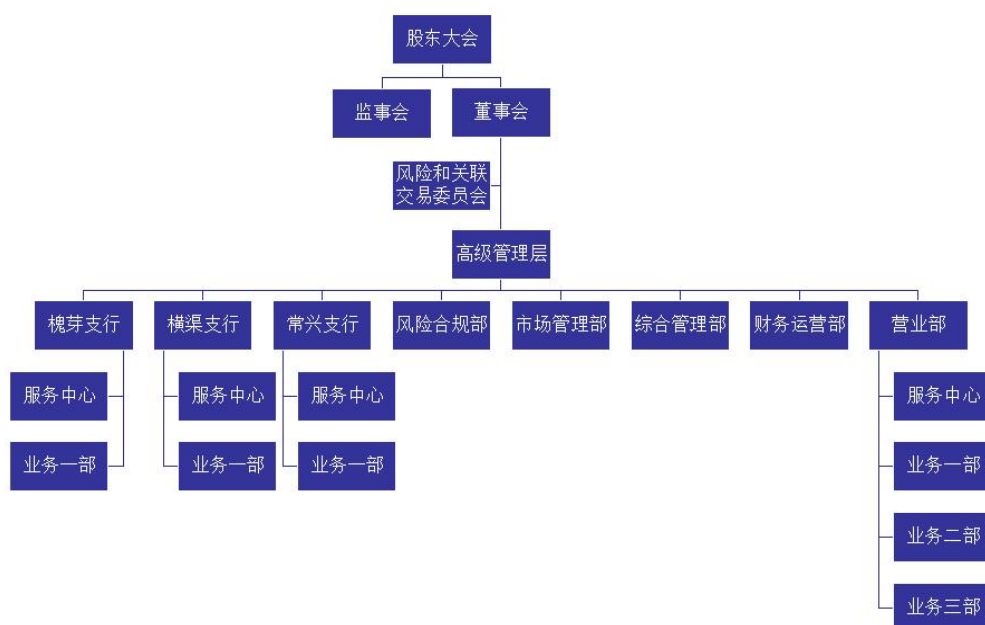 股东大会
监事会
董事会
风险和关联
交易委员会
高级管理层
槐芽支行
横渠支行
常兴支行
风险合规部
市场管理部
综合管理部
财务运营部
营业部
服务中心
服务中心
服务中心
服务中心
业务一部
业务一部
业务一部
业务一部
业务二部
业务三部